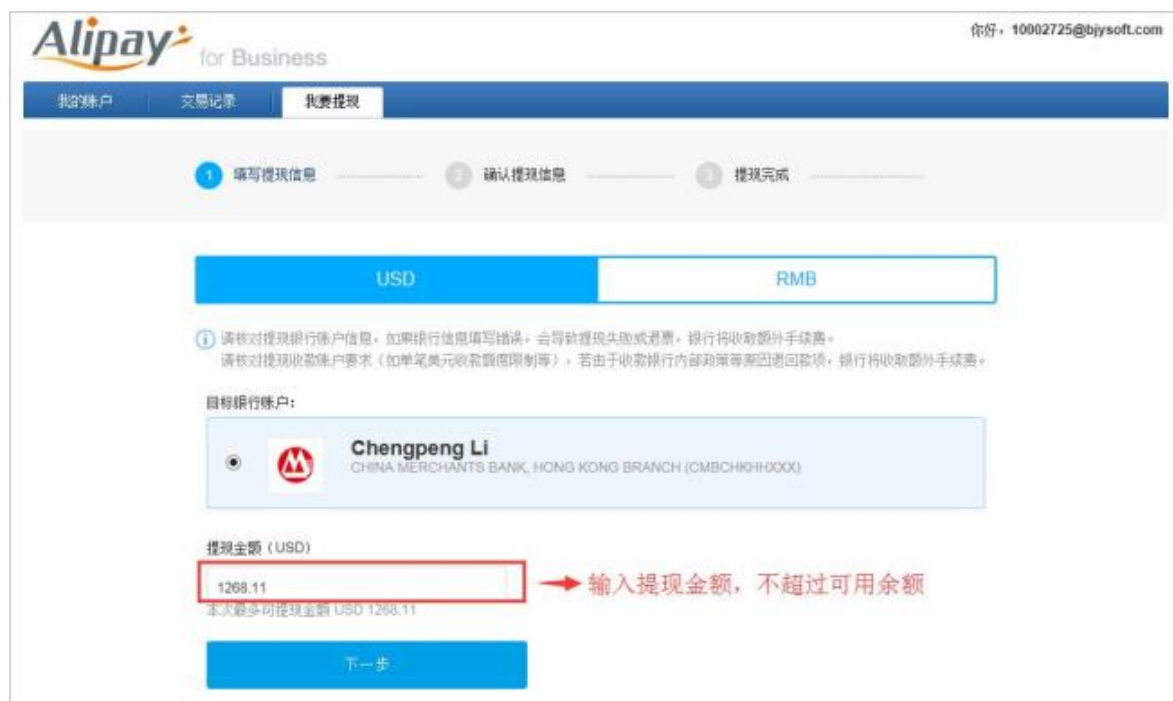 Alipay for Business
你好，10002725@bjysoft.com
我的账户 交易记录 我要提现
1 填写提现信息 2 确认提现信息 3 提现完成
USD RMB
请核对提现银行账户信息，如果银行信息填写错误，会导致提现失败或退票，银行将收取额外手续费。
请核对提现收款账户要求（如单笔美元收款额度限制等），若由于收款银行内部政策等原因退回款项，银行将收取额外手续费。
目标银行账户：
Chengpeng Li
CHINA MERCHANTS BANK, HONG KONG BRANCH (CMBCHKHHXXX)
提现金额（USD）
1268.11
输入提现金额，不超过可用余额
本次最多可提现金额 USD 1268.11
下一步